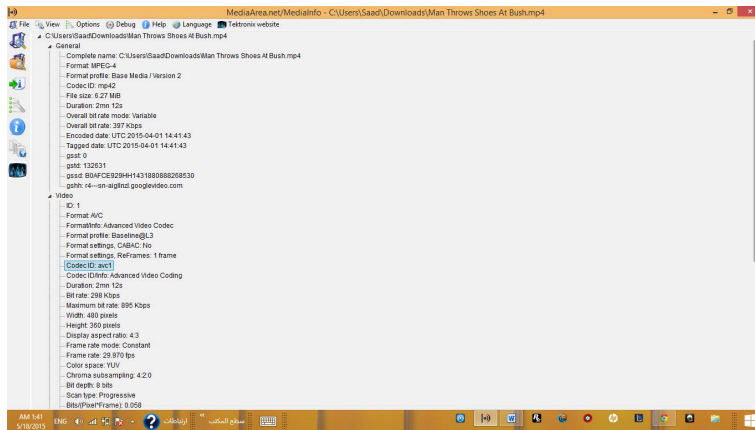 MediaArea.net/MediaInfo - C:\Users\Saad\Downloads\Man Throws Shoes At Bush.mp4
File View Options Debug Help Language Tektronix website
C:\Users\Saad\Downloads\Man Throws Shoes At Bush.mp4
General
Complete name: C:\Users\Saad\Downloads\Man Throws Shoes At Bush.mp4
Format: MPEG-4
Format profile: Base Media / Version 2
Codec ID: mp42
File size: 6.27 MiB
Duration: 2mn 12s
Overall bit rate mode: Variable
Overall bit rate: 397 Kbps
Encoded date: UTC 2015-04-01 14:41:43
Tagged date: UTC 2015-04-01 14:41:43
gsst: 0
gstd: 132631
gssd: B0AFCE929HH1431880888268530
gshh: r4---sn-aigllnzl.googlevideo.com
Video
ID: 1
Format: AVC
Format/Info: Advanced Video Codec
Format profile: Baseline@L3
Format settings, CABAC: No
Format settings, ReFrames: 1 frame
Codec ID: avc1
Codec ID/Info: Advanced Video Coding
Duration: 2mn 12s
Bit rate: 298 Kbps
Maximum bit rate: 895 Kbps
Width: 480 pixels
Height: 360 pixels
Display aspect ratio: 4:3
Frame rate mode: Constant
Frame rate: 29.970 fps
Color space: YUV
Chroma subsampling: 4:2:0
Bit depth: 8 bits
Scan type: Progressive
Bits/(Pixel*Frame): 0.058
AM 1:41
5/18/2015
ENG ارتباطات سطح المكتب